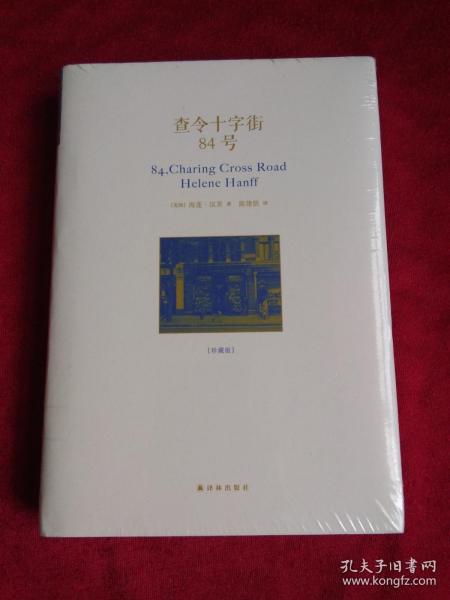 查令十字街
84号
84, Charing Cross Road
Helene Hanff
[美国] 海莲·汉芙 著 陈建铭 译
[珍藏版]
译林出版社
孔夫子旧书网
www.kongfz.com